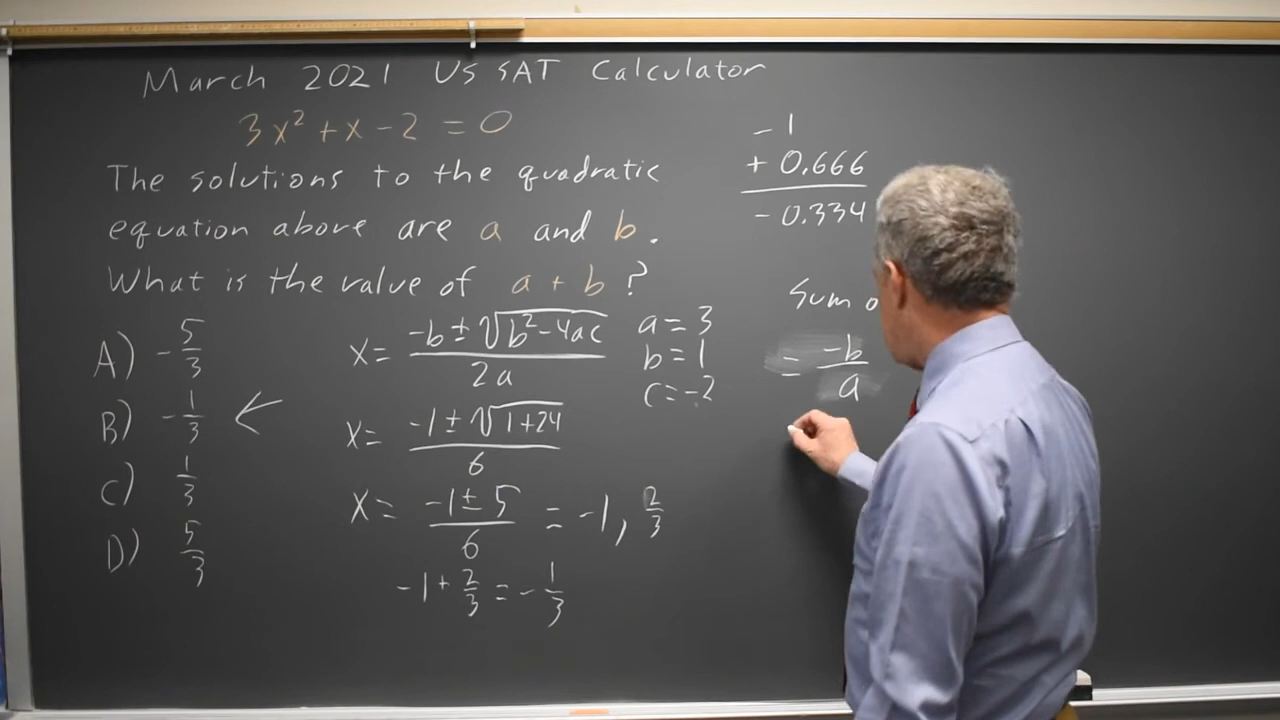 March 2021 US SAT Calculator
3x² + x - 2 = 0
The solutions to the quadratic
equation above are a and b.
What is the value of a + b?
A) -5/3
B) -1/3 ←
C) 1/3
D) 5/3
x = (-b ± √(b² - 4ac))/(2a)
x = (-1 ± √(1+24))/6
x = (-1 ± 5)/6 = -1, 2/3
-1 + 2/3 = -1/3
a = 3
b = 1
c = -2
-1
+ 0.666
-0.334
Sum o
= -b/a